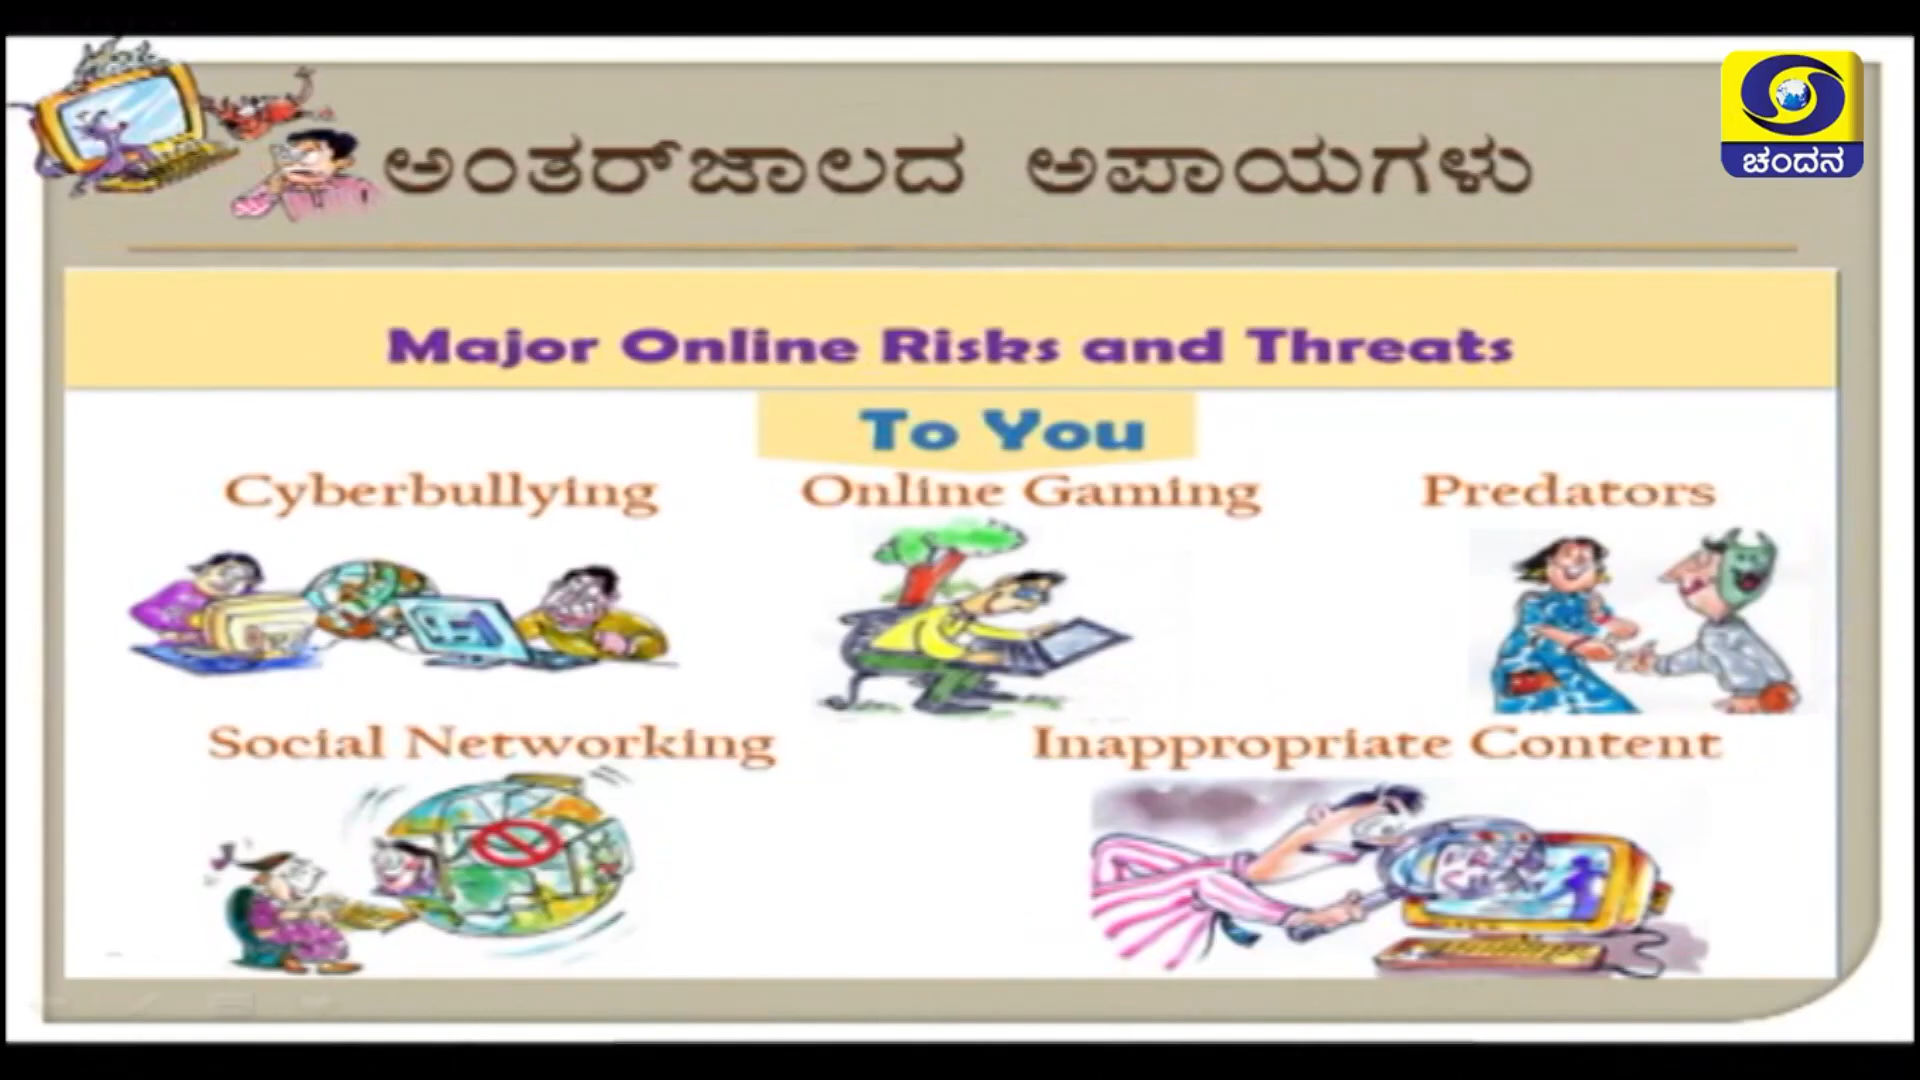 ಅಂತರ್‌ಜಾಲದ ಅಪಾಯಗಳು
ಚಂದನ
Major Online Risks and Threats
To You
Cyberbullying Online Gaming Predators
Social Networking Inappropriate Content